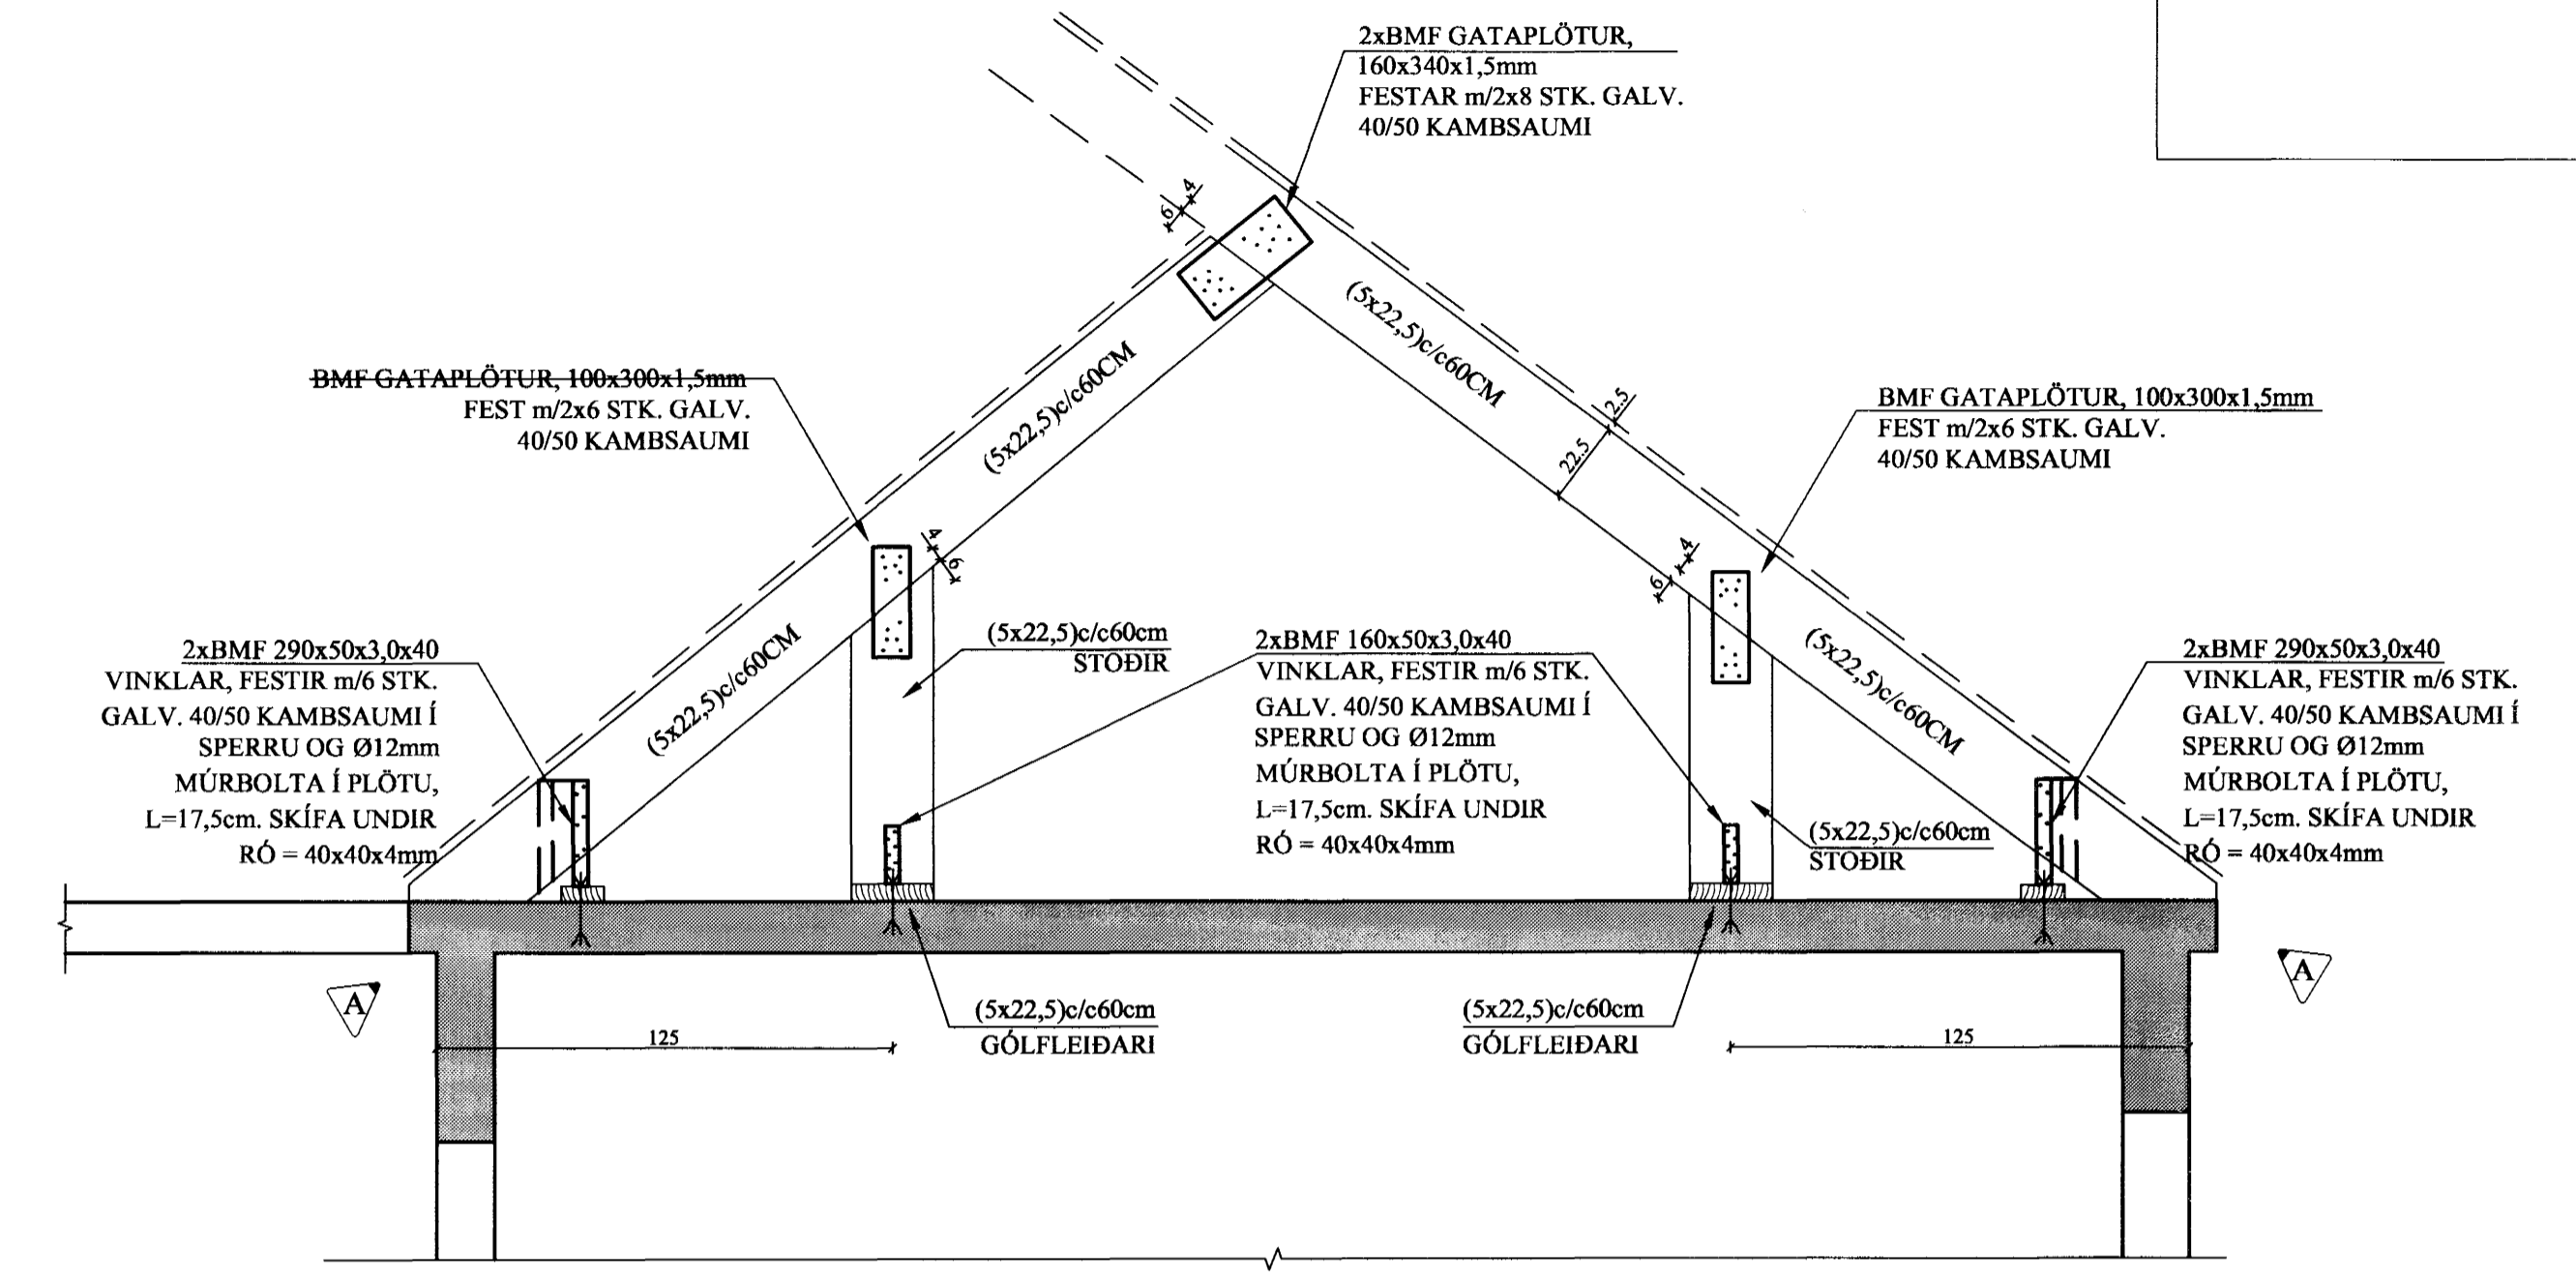 2xBMF GATAPLÖTUR,
160x340x1,5mm
FESTAR m/2x8 STK. GALV.
40/50 KAMBSAUMI
6 4
(5x22,5)c/c60CM
(5x22,5)c/c60CM
BMF GATAPLÖTUR, 100x300x1,5mm
FEST m/2x6 STK. GALV.
40/50 KAMBSAUMI
2.5
22.5
BMF GATAPLÖTUR, 100x300x1,5mm
FEST m/2x6 STK. GALV.
40/50 KAMBSAUMI
4 6
6 4
2xBMF 290x50x3,0x40
VINKLAR, FESTIR m/6 STK.
GALV. 40/50 KAMBSAUMI Í
SPERRU OG Ø12mm
MÚRBOLTA Í PLÖTU,
L=17,5cm. SKÍFA UNDIR
RÓ = 40x40x4mm
(5x22,5)c/c60CM
(5x22,5)c/c60cm
STOÐIR
2xBMF 160x50x3,0x40
VINKLAR, FESTIR m/6 STK.
GALV. 40/50 KAMBSAUMI Í
SPERRU OG Ø12mm
MÚRBOLTA Í PLÖTU,
L=17,5cm. SKÍFA UNDIR
RÓ = 40x40x4mm
(5x22,5)c/c60CM
(5x22,5)c/c60cm
STOÐIR
2xBMF 290x50x3,0x40
VINKLAR, FESTIR m/6 STK.
GALV. 40/50 KAMBSAUMI Í
SPERRU OG Ø12mm
MÚRBOLTA Í PLÖTU,
L=17,5cm. SKÍFA UNDIR
RÓ = 40x40x4mm
A
A
(5x22,5)c/c60cm
GÓLFLEIÐARI
(5x22,5)c/c60cm
GÓLFLEIÐARI
125
125